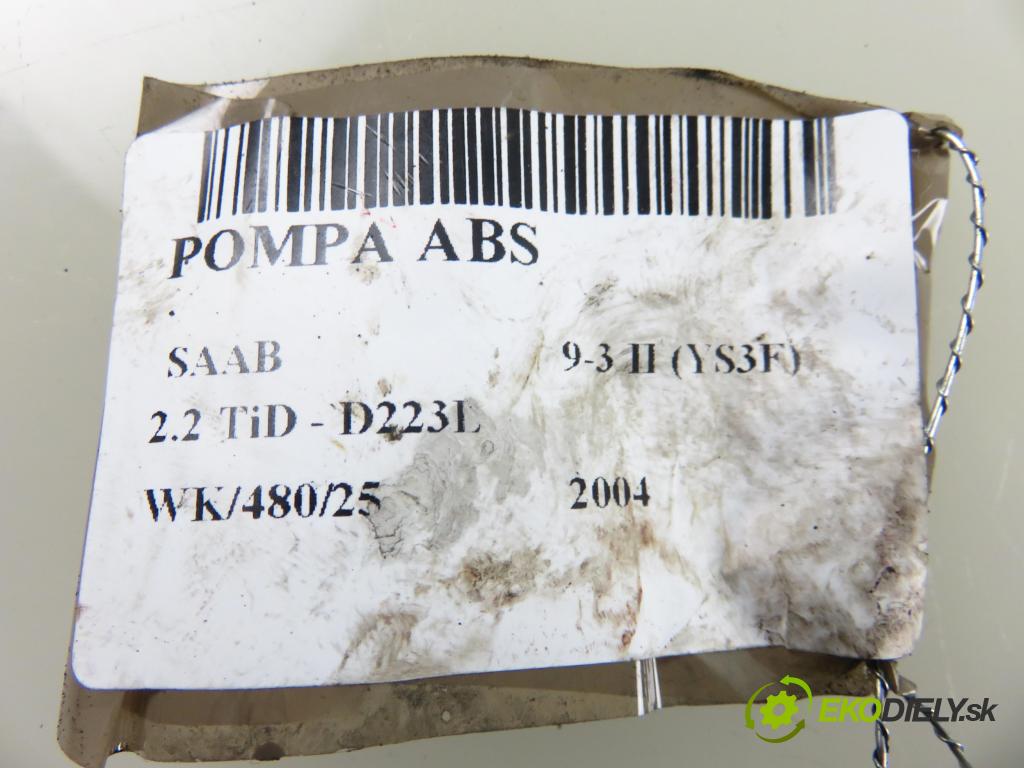 POMPA ABS
SAAB 9-3 II (YS3F)
2.2 TiD - D223L
WK/480/25 2004
EKODIELY.sk